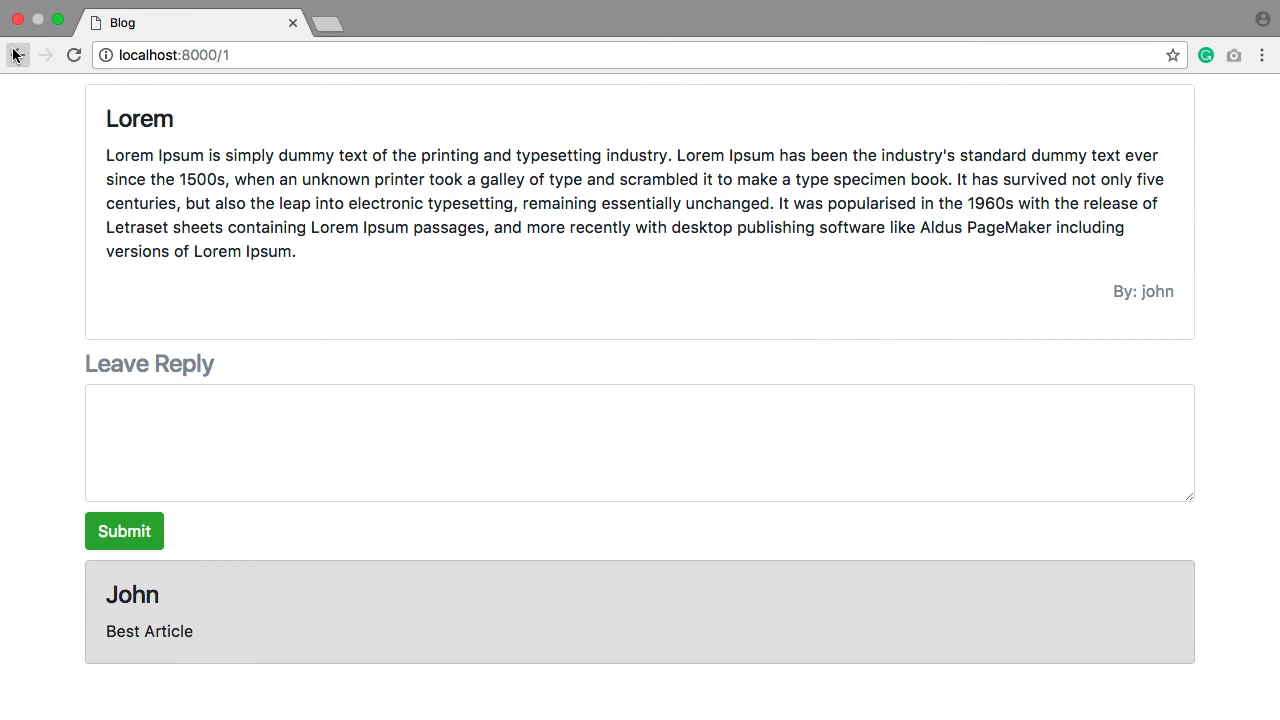 Blog
localhost:8000/1
Lorem
Lorem Ipsum is simply dummy text of the printing and typesetting industry. Lorem Ipsum has been the industry's standard dummy text ever
since the 1500s, when an unknown printer took a galley of type and scrambled it to make a type specimen book. It has survived not only five
centuries, but also the leap into electronic typesetting, remaining essentially unchanged. It was popularised in the 1960s with the release of
Letraset sheets containing Lorem Ipsum passages, and more recently with desktop publishing software like Aldus PageMaker including
versions of Lorem Ipsum.
By: john
Leave Reply
Submit
John
Best Article